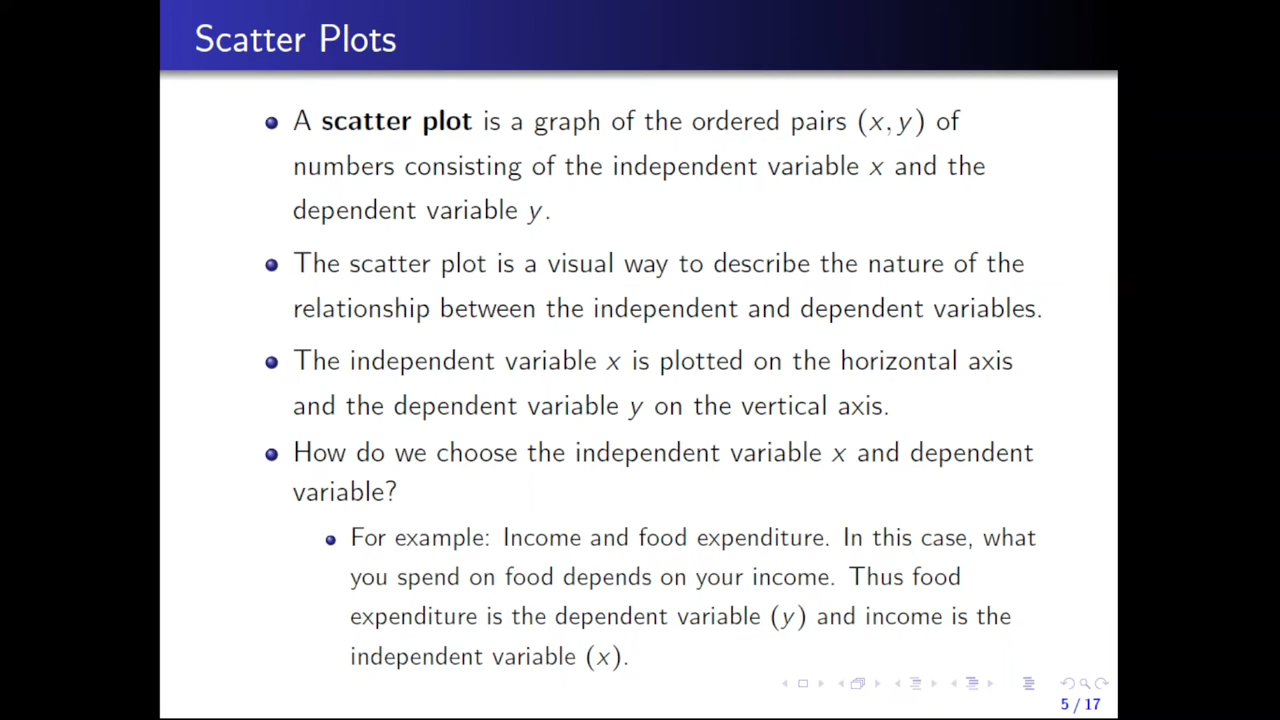 Scatter Plots
A scatter plot is a graph of the ordered pairs (x, y) of
numbers consisting of the independent variable x and the
dependent variable y.
The scatter plot is a visual way to describe the nature of the
relationship between the independent and dependent variables.
The independent variable x is plotted on the horizontal axis
and the dependent variable y on the vertical axis.
How do we choose the independent variable x and dependent
variable?
For example: Income and food expenditure. In this case, what
you spend on food depends on your income. Thus food
expenditure is the dependent variable (y) and income is the
independent variable (x).
5 / 17